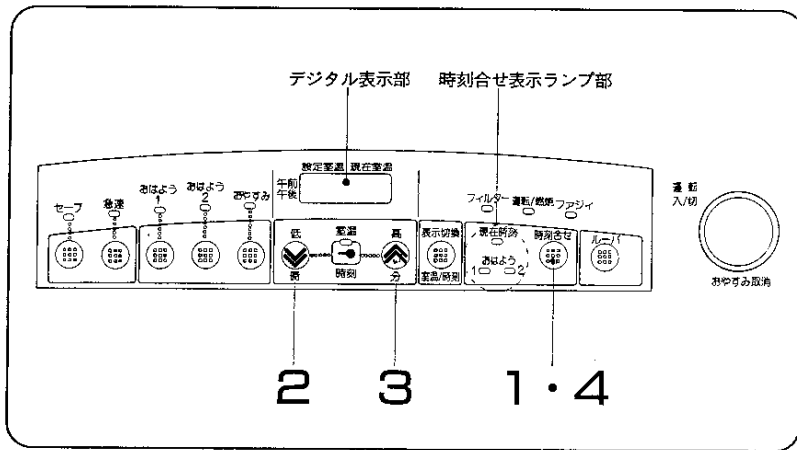 デジタル表示部 時刻合せ表示ランプ部
設定室温 現在室温
午前
午後
セーブ 急速 おはよう1 おはよう2 おやすみ
フィルター 運転/燃焼 ファジィ
運転
入/切
低 室温 高 表示切換 現在時刻 時刻合せ ルーバ
おはよう
1 2
時 時刻 分 室温/時刻
おやすみ取消
2 3 1・4